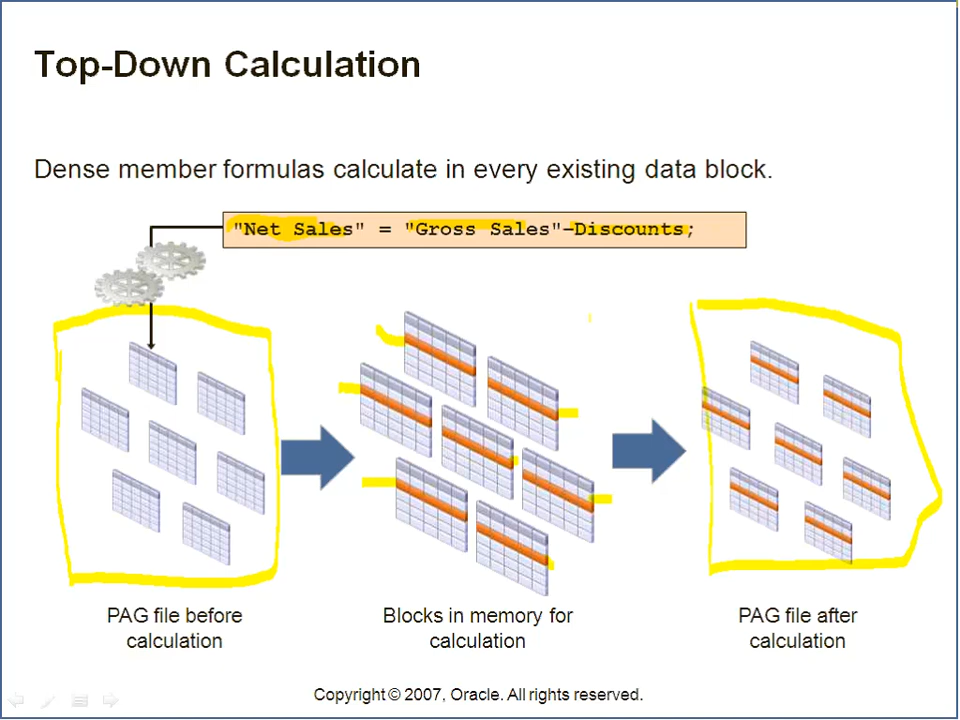 Top-Down Calculation
Dense member formulas calculate in every existing data block.
"Net Sales" = "Gross Sales"–Discounts;
PAG file before
calculation
Blocks in memory for
calculation
PAG file after
calculation
Copyright © 2007, Oracle. All rights reserved.